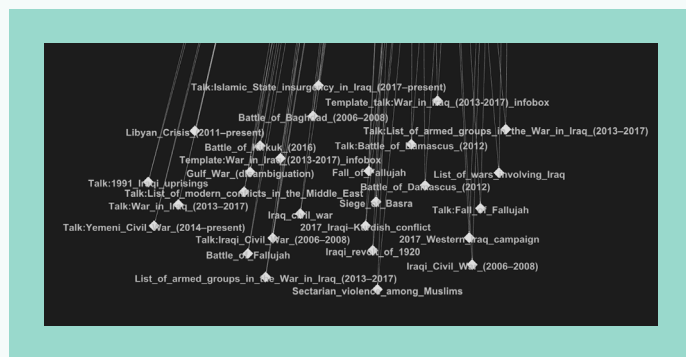 Talk:Islamic_State_insurgency_in_Iraq_(2017–present)
Template_talk:War_in_Iraq_(2013-2017)_infobox
Battle_of_Baghdad_(2006–2008)
Libyan_Crisis_(2011–present)
Talk:List_of_armed_groups_in_the_War_in_Iraq_(2013–2017)
Battle_of_Kirkuk_(2016)
Talk:Battle_of_Damascus_(2012)
Template:War_in_Iraq_(2013-2017)_infobox
Gulf_War_(disambiguation)
Fall_of_Fallujah
List_of_wars_involving_Iraq
Talk:1991_Iraqi_uprisings
Battle_of_Damascus_(2012)
Talk:List_of_modern_conflicts_in_the_Middle_East
Talk:War_in_Iraq_(2013–2017)
Siege_of_Basra
Talk:Fall_of_Fallujah
Iraq_civil_war
Talk:Yemeni_Civil_War_(2014–present)
2017_Iraqi–Kurdish_conflict
Talk:Iraqi_Civil_War_(2006–2008)
2017_Western_Iraq_campaign
Battle_of_Fallujah
Iraqi_revolt_of_1920
Iraqi_Civil_War_(2006–2008)
List_of_armed_groups_in_the_War_in_Iraq_(2013–2017)
Sectarian_violence_among_Muslims